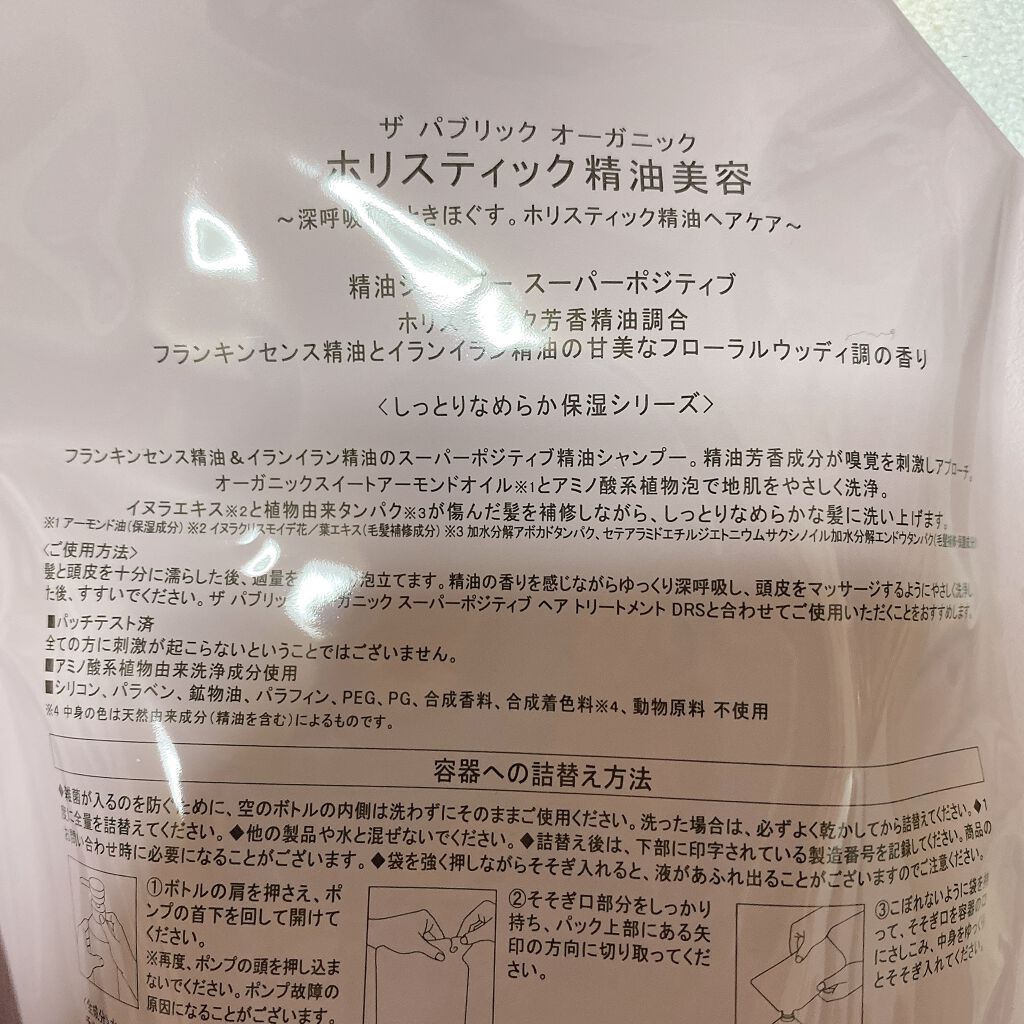 ザ パブリック オーガニック
ホリスティック精油美容
～深呼吸 ときほぐす。ホリスティック精油ヘアケア～
精油シ ー スーパーポジティブ
ホリス ク芳香精油調合
フランキンセンス精油とイランイラン精油の甘美なフローラルウッディ調の香り
〈しっとりなめらか保湿シリーズ〉
フランキンセンス精油＆イランイラン精油のスーパーポジティブ精油シャンプー。精油芳香成分が嗅覚を刺激しアプローチ。
オーガニックスイートアーモンドオイル※1とアミノ酸系植物泡で地肌をやさしく洗浄。
イヌラエキス※2と植物由来タンパク※3が傷んだ髪を補修しながら、しっとりなめらかな髪に洗い上げます。
※1 アーモンド油(保湿成分) ※2 イヌラクリスモイデ花／葉エキス(毛髪補修成分) ※3 加水分解アボカドタンパク、セテアラミドエチルジエトニウムサクシノイル加水分解エンドウタンパク(毛髪補修・
〈ご使用方法〉
髪と頭皮を十分に濡らした後、適量を 泡立てます。精油の香りを感じながらゆっくり深呼吸し、頭皮をマッサージするようにやさしく洗浄し
た後、すすいでください。ザ パブリッ ガニック スーパーポジティブ ヘア トリートメント DRSと合わせてご使用いただくことをおすすめします。
■パッチテスト済
全ての方に刺激が起こらないということではございません。
■アミノ酸系植物由来洗浄成分使用
■シリコン、パラベン、鉱物油、パラフィン、PEG、PG、合成香料、合成着色料※4、動物原料 不使用
※4 中身の色は天然由来成分(精油を含む)によるものです。
容器への詰替え方法
◆雑菌が入るのを防ぐために、空のボトルの内側は洗わずにそのままご使用ください。洗った場合は、必ずよく乾かしてから詰替えてください。◆1
度に全量を詰替えてください。◆他の製品や水と混ぜないでください。◆詰替え後は、下部に印字されている製造番号を記録してください。商品の
お問い合わせ時に必要になることがございます。◆袋を強く押しながらそそぎ入れると、液があふれ出ることがございますのでご注意ください。
①ボトルの肩を押さえ、ポ
ンプの首下を回して開けて
ください。
※再度、ポンプの頭を押し込ま
ないでください。ポンプ故障の
原因になることがございます。
②そそぎ口部分をしっかり
持ち、パック上部にある矢
印の方向に切り取ってくだ
さい。
③こぼれないように袋を
って、そそぎ口を容器の口
にさしこみ、中身をゆっくり
とそそぎ入れてください。